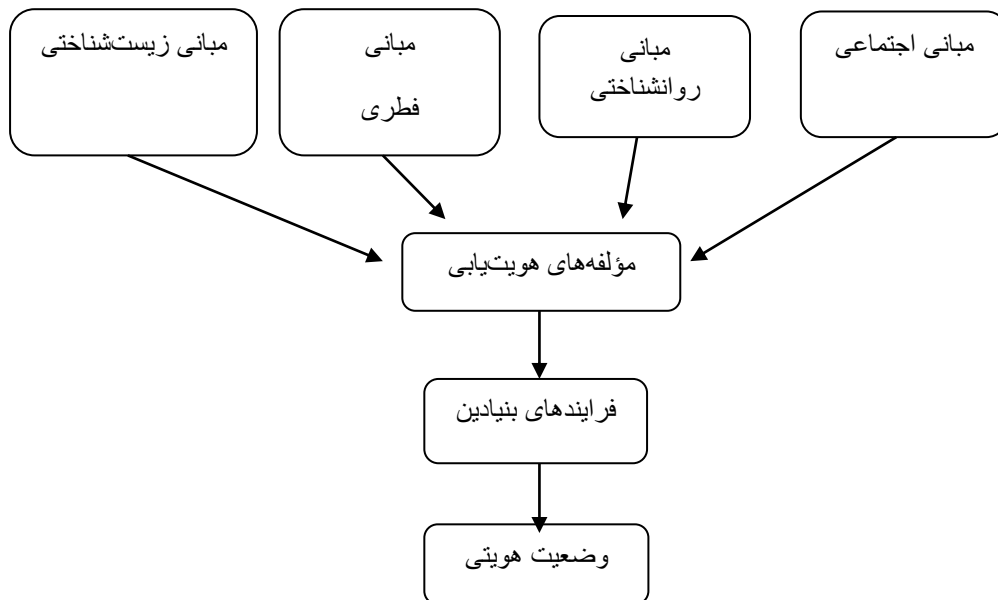 مبانی اجتماعی
مبانی
روانشناختی
مبانی
فطری
مبانی زیست‌شناختی
مؤلفه‌های هویت‌یابی
فرایندهای بنیادین
وضعیت هویتی